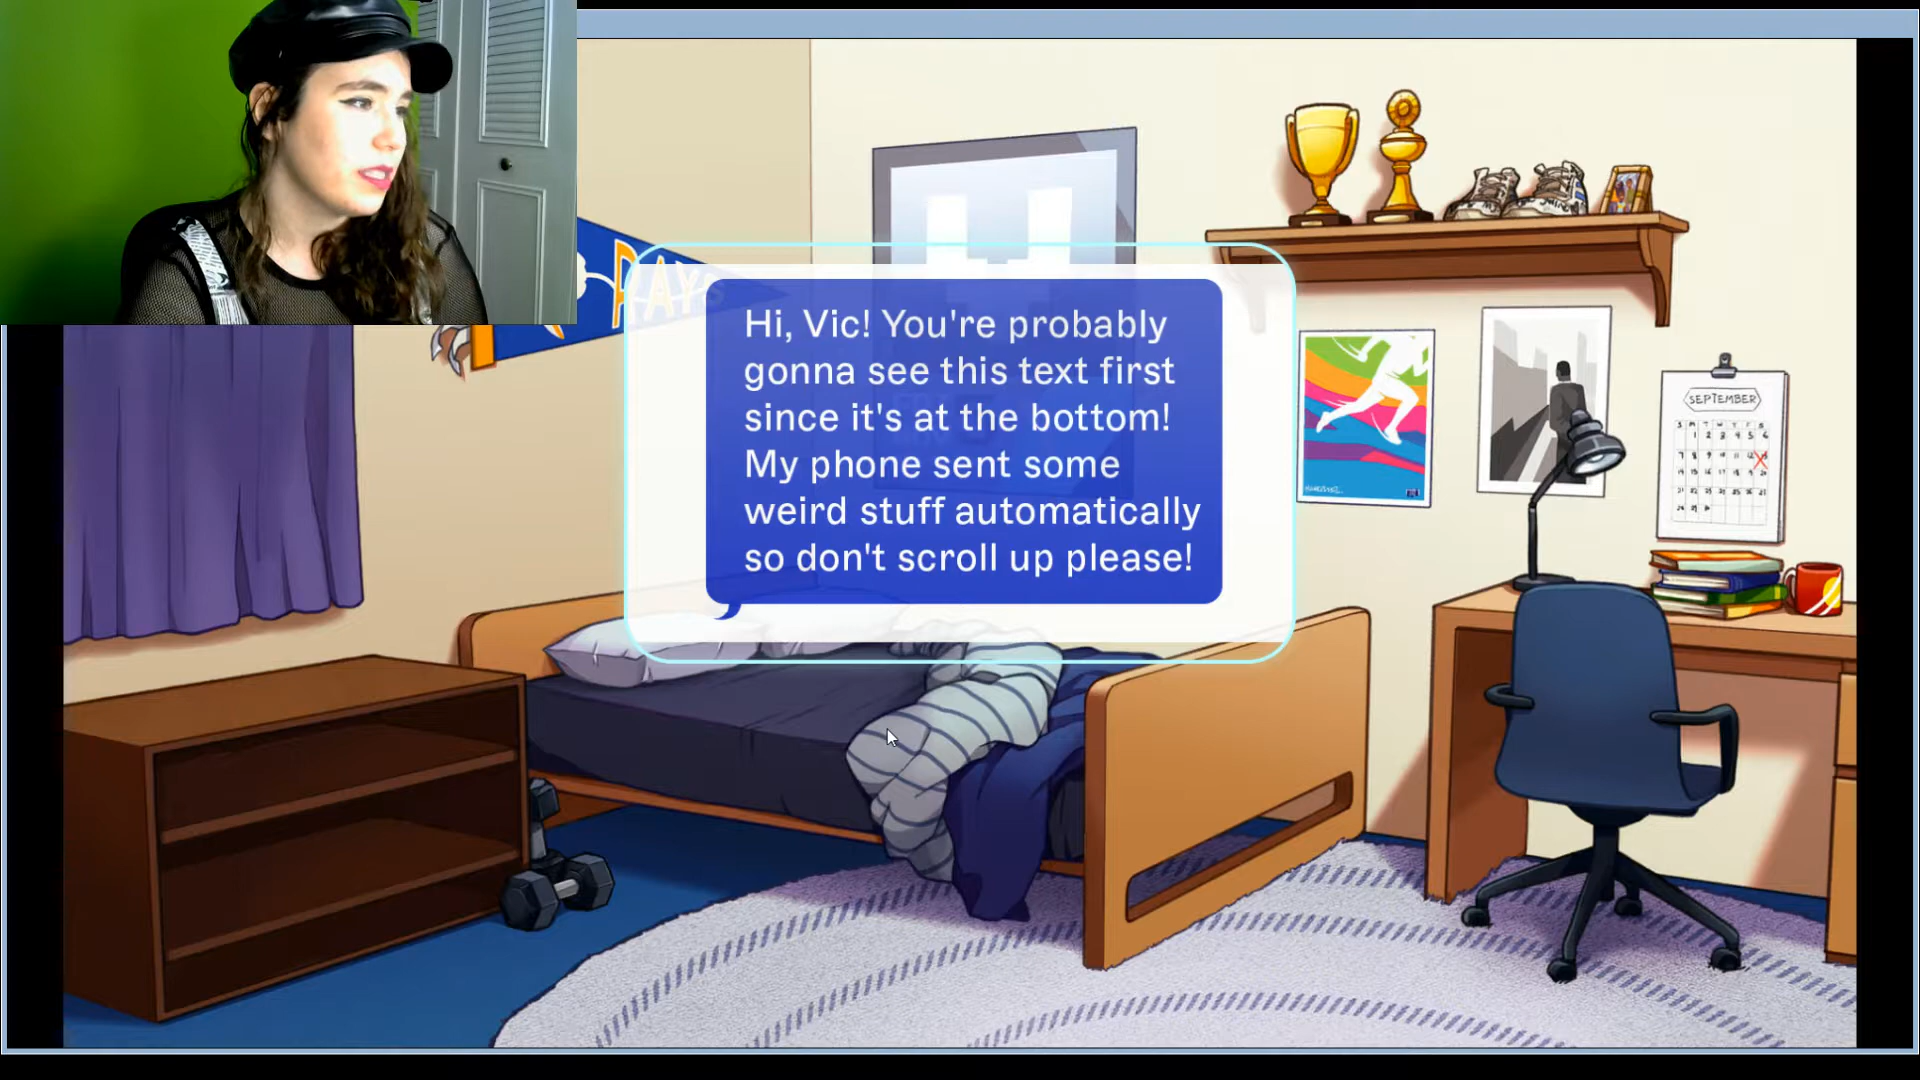 RAYS
Hi, Vic! You're probably
gonna see this text first
since it's at the bottom!
My phone sent some
weird stuff automatically
so don't scroll up please!
SEPTEMBER